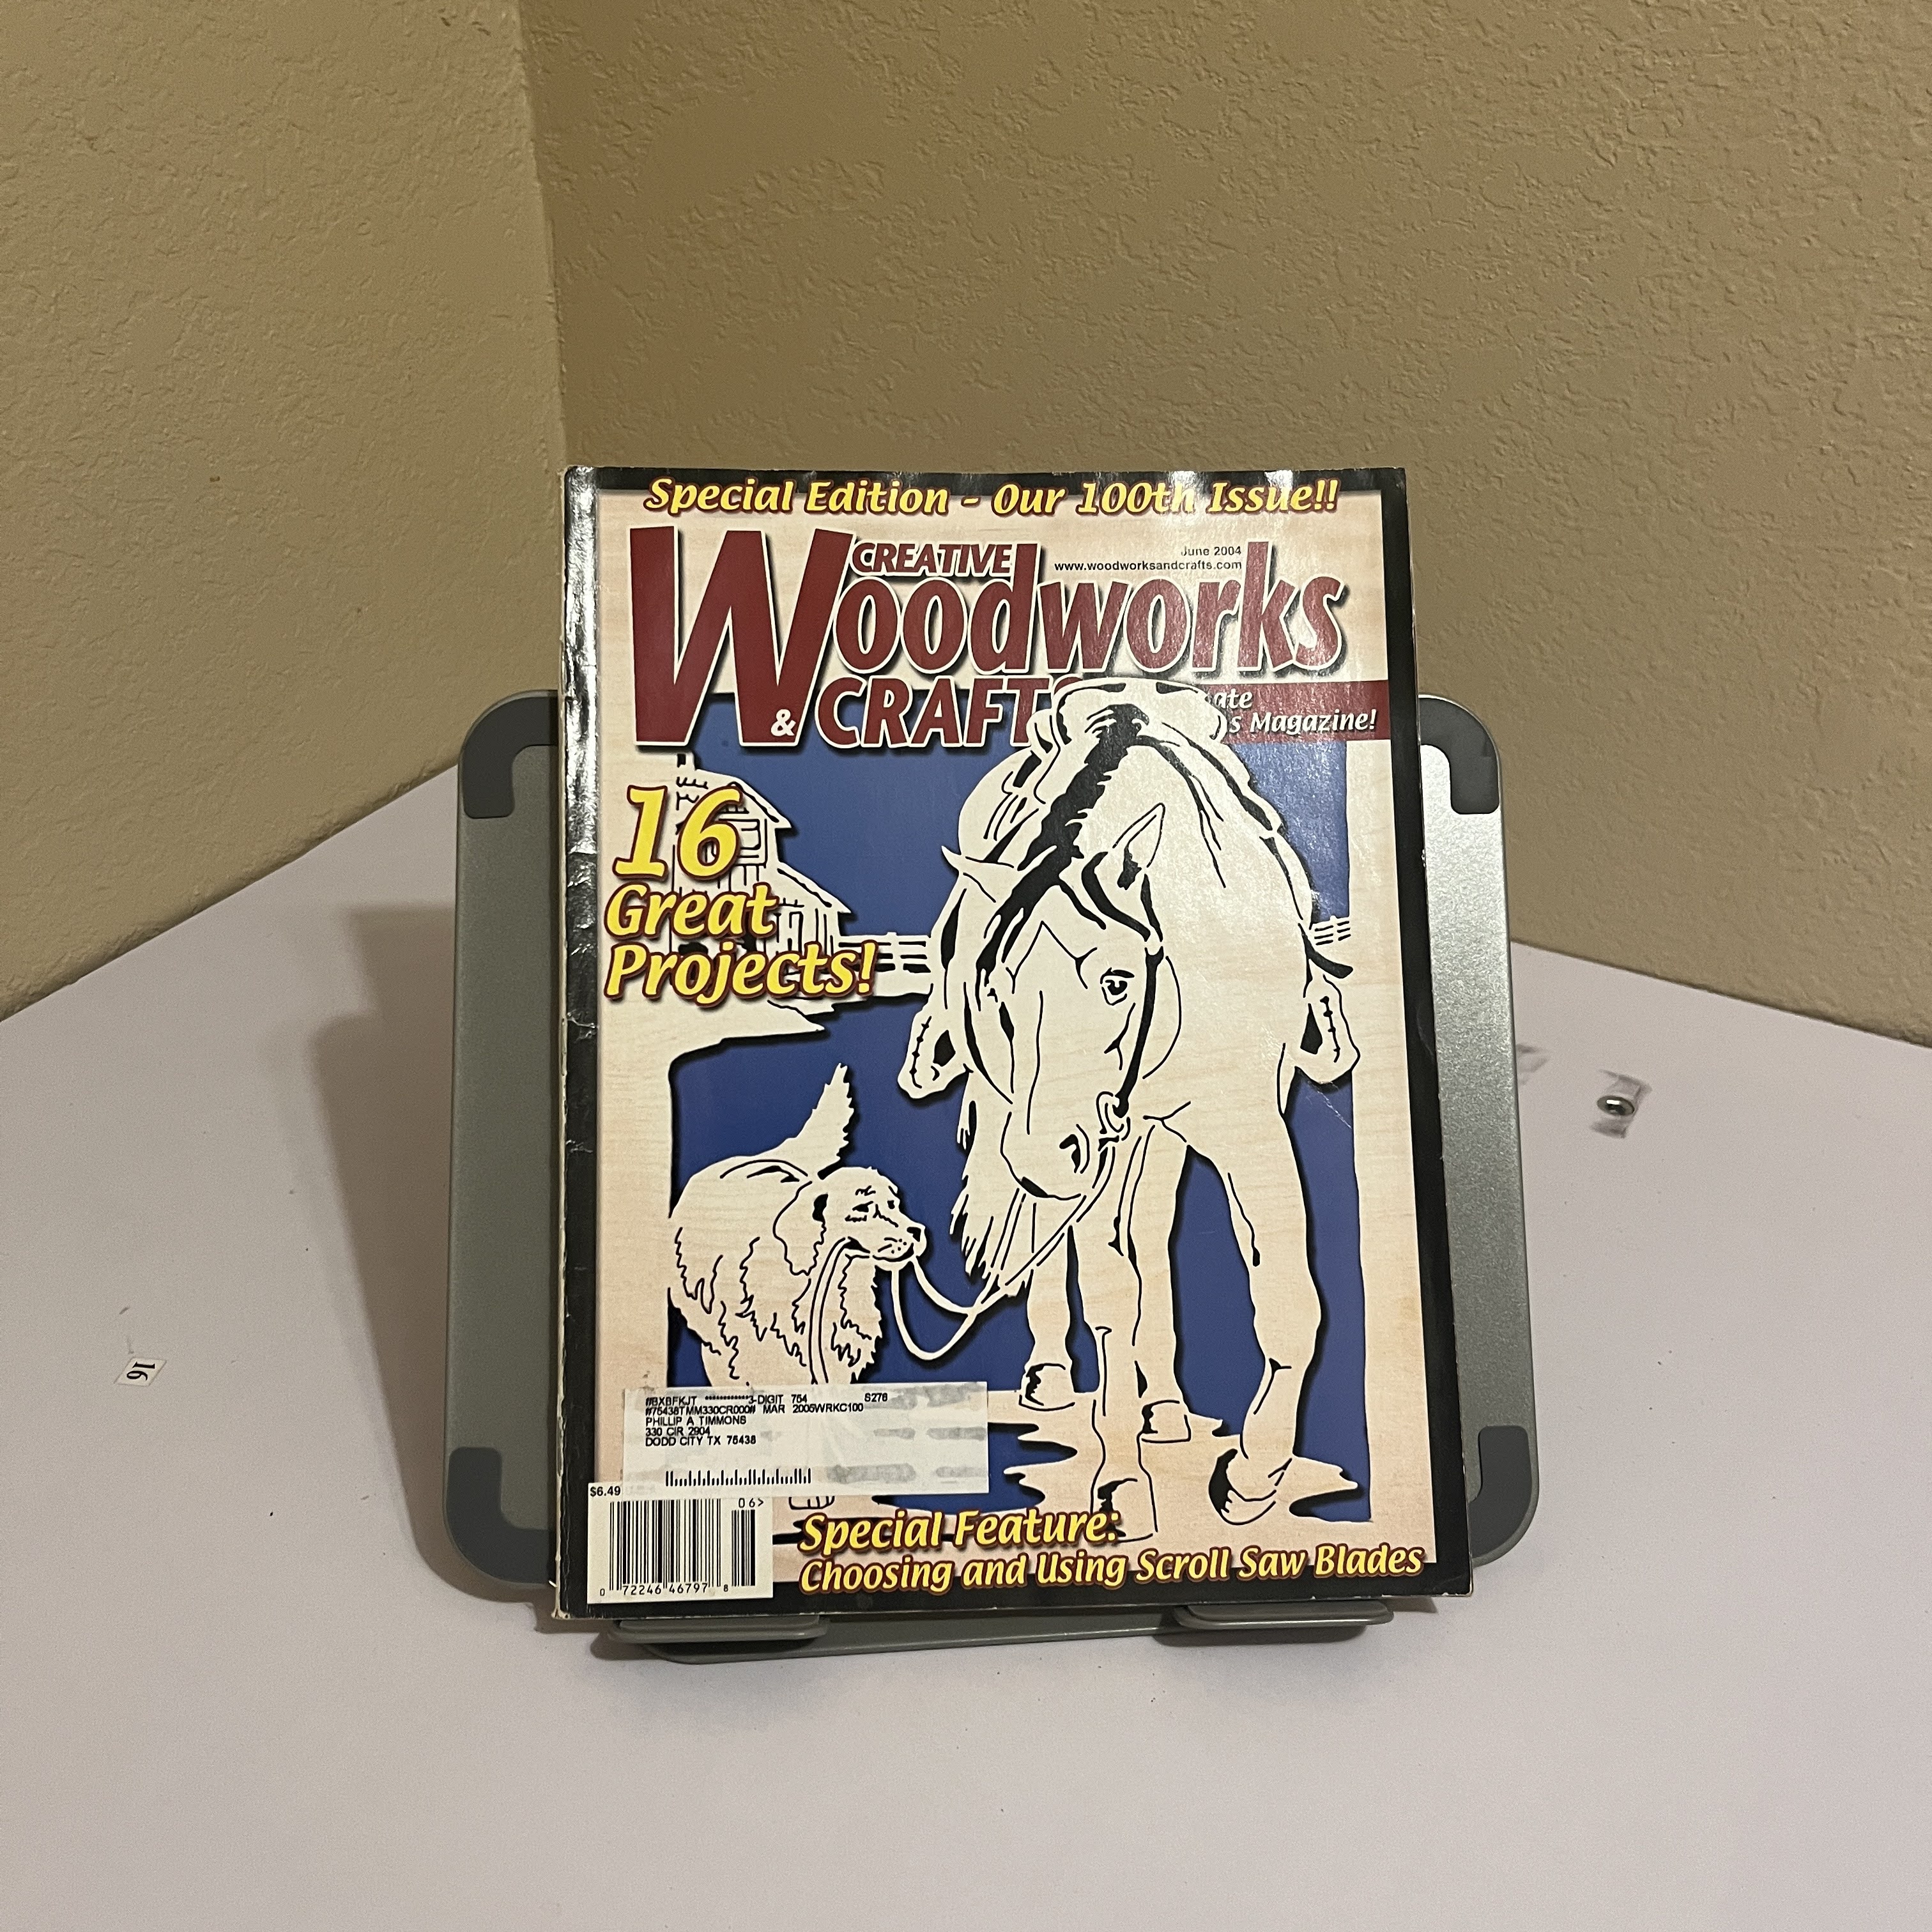 Special Edition - Our 100th Issue!!
June 2004
CREATIVE
www.woodworksandcrafts.com
Woodworks
& CRAFTS
ate
s Magazine!
16
Great
Projects!
16
#BXBFKJT ************3-DIGIT 754 S276
#75438TMM330CR000# MAR 2005WRKC100
PHILLIP A TIMMONS
330 CIR 2904
DODD CITY TX 75438
$6.49
06>
0 72246 46797 8
Special Feature:
Choosing and Using Scroll Saw Blades